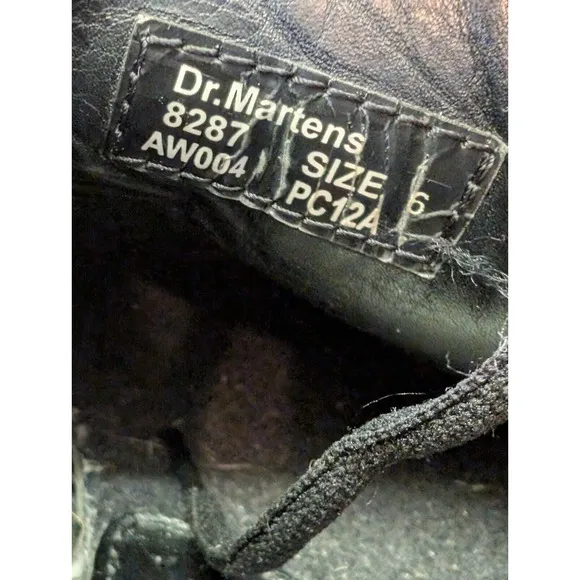 Dr.Martens
8287 SIZE 6
AW004 PC12A